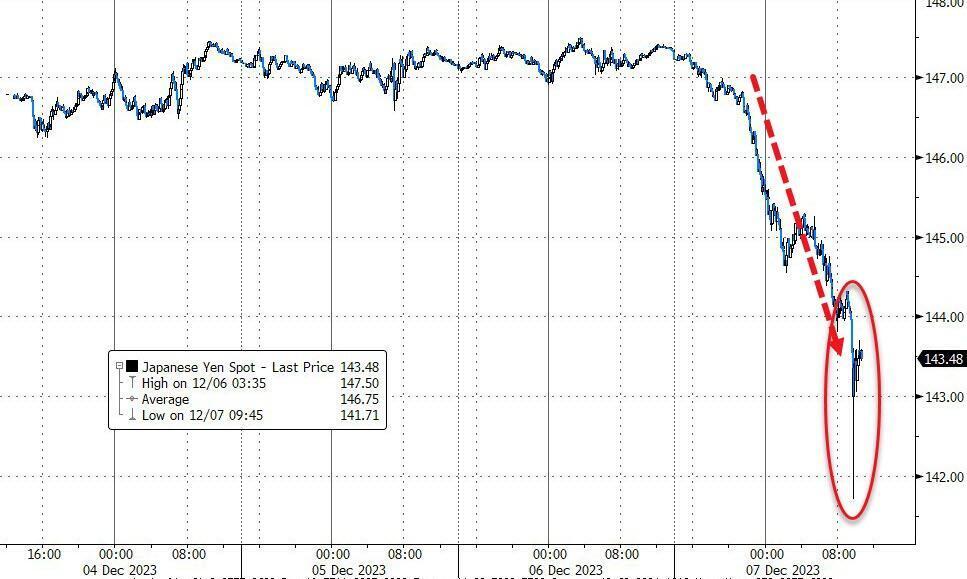 148.00
147.00
146.00
145.00
144.00
143.48
143.00
142.00
Japanese Yen Spot - Last Price 143.48
High on 12/06 03:35 147.50
Average 146.75
Low on 12/07 09:45 141.71
16:00 00:00 08:00 00:00 08:00 00:00 08:00 00:00 08:00
04 Dec 2023 05 Dec 2023 06 Dec 2023 07 Dec 2023